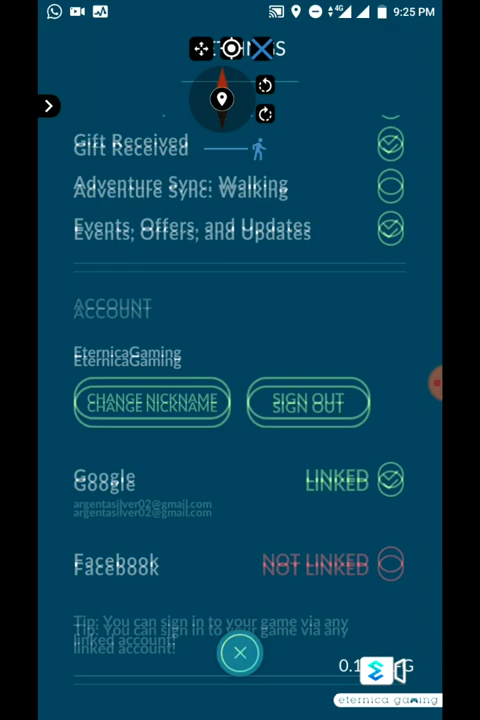 4G 9:25 PM
Gift Received
Adventure Sync: Walking
Events, Offers, and Updates
ACCOUNT
EternicaGaming
CHANGE NICKNAME
SIGN OUT
Google
LINKED
argentasilver02@gmail.com
Facebook
NOT LINKED
Tip: You can sign in to your game via any
linked account!
eternica gaming